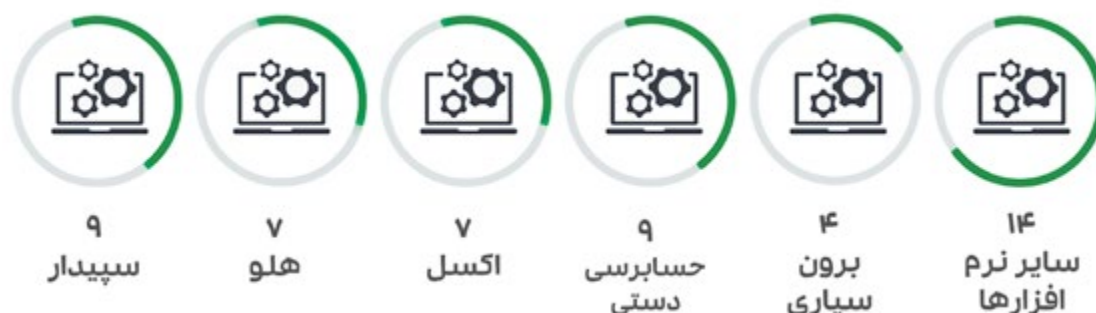 ۱۴
سایر نرم
افزارها
۴
برون
سپاری
۹
حسابرسی
دستی
۷
اکسل
۷
هلو
۹
سپیدار